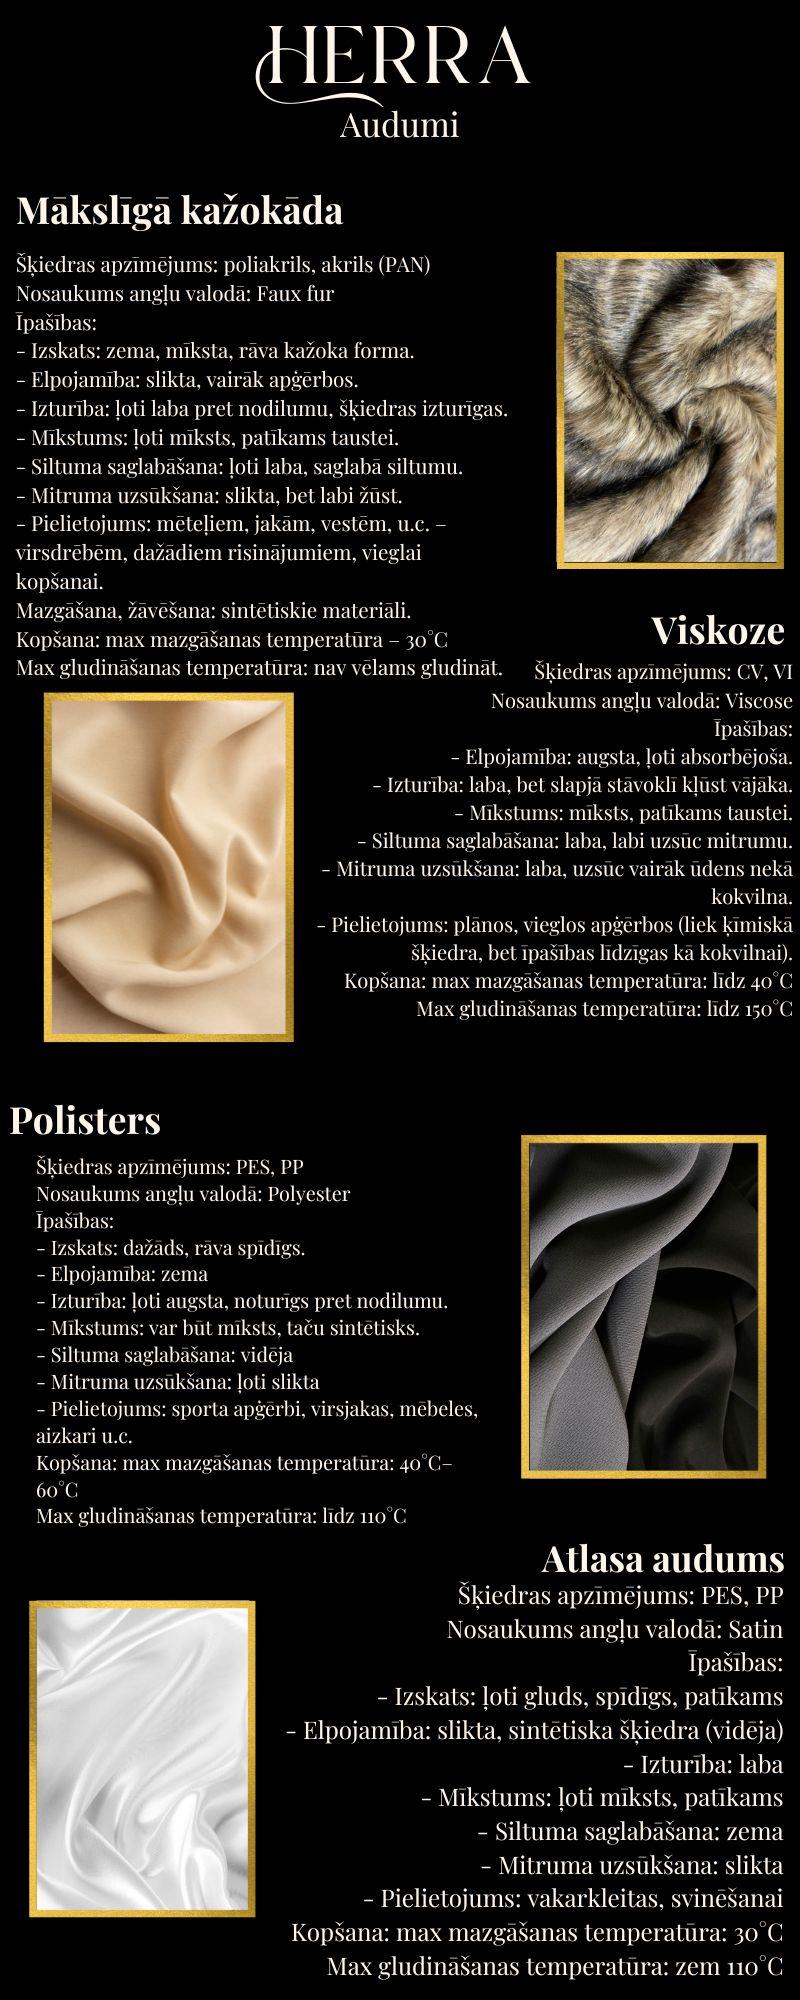 HERRA
Audumi
Mākslīgā kažokāda
Šķiedras apzīmējums: poliakrils, akrils (PAN)
Nosaukums angļu valodā: Faux fur
Īpašības:
- Izskats: zema, mīksta, rāva kažoka forma.
- Elpojamība: slikta, vairāk apģērbos.
- Izturība: ļoti laba pret nodilumu, šķiedras izturīgas.
- Mīkstums: ļoti mīksts, patīkams taustei.
- Siltuma saglabāšana: ļoti laba, saglabā siltumu.
- Mitruma uzsūkšana: slikta, bet labi žūst.
- Pielietojums: mēteļiem, jakām, vestēm, u.c. –
virsdrēbēm, dažādiem risinājumiem, vieglai
kopšanai.
Mazgāšana, žāvēšana: sintētiskie materiāli.
Kopšana: max mazgāšanas temperatūra – 30°C
Max gludināšanas temperatūra: nav vēlams gludināt.
Viskoze
Šķiedras apzīmējums: CV, VI
Nosaukums angļu valodā: Viscose
Īpašības:
- Elpojamība: augsta, ļoti absorbējoša.
- Izturība: laba, bet slapjā stāvoklī kļūst vājāka.
- Mīkstums: mīksts, patīkams taustei.
- Siltuma saglabāšana: laba, labi uzsūc mitrumu.
- Mitruma uzsūkšana: laba, uzsūc vairāk ūdens nekā
kokvilna.
- Pielietojums: plānos, vieglos apģērbos (liek ķīmiskā
šķiedra, bet īpašības līdzīgas kā kokvilnai).
Kopšana: max mazgāšanas temperatūra: līdz 40°C
Max gludināšanas temperatūra: līdz 150°C
Polisters
Šķiedras apzīmējums: PES, PP
Nosaukums angļu valodā: Polyester
Īpašības:
- Izskats: dažāds, rāva spīdīgs.
- Elpojamība: zema
- Izturība: ļoti augsta, noturīgs pret nodilumu.
- Mīkstums: var būt mīksts, taču sintētisks.
- Siltuma saglabāšana: vidēja
- Mitruma uzsūkšana: ļoti slikta
- Pielietojums: sporta apģērbi, virsjakas, mēbeles,
aizkari u.c.
Kopšana: max mazgāšanas temperatūra: 40°C–
60°C
Max gludināšanas temperatūra: līdz 110°C
Atlasa audums
Šķiedras apzīmējums: PES, PP
Nosaukums angļu valodā: Satin
Īpašības:
- Izskats: ļoti gluds, spīdīgs, patīkams
- Elpojamība: slikta, sintētiska šķiedra (vidēja)
- Izturība: laba
- Mīkstums: ļoti mīksts, patīkams
- Siltuma saglabāšana: zema
- Mitruma uzsūkšana: slikta
- Pielietojums: vakarkleitas, svinēšanai
Kopšana: max mazgāšanas temperatūra: 30°C
Max gludināšanas temperatūra: zem 110°C